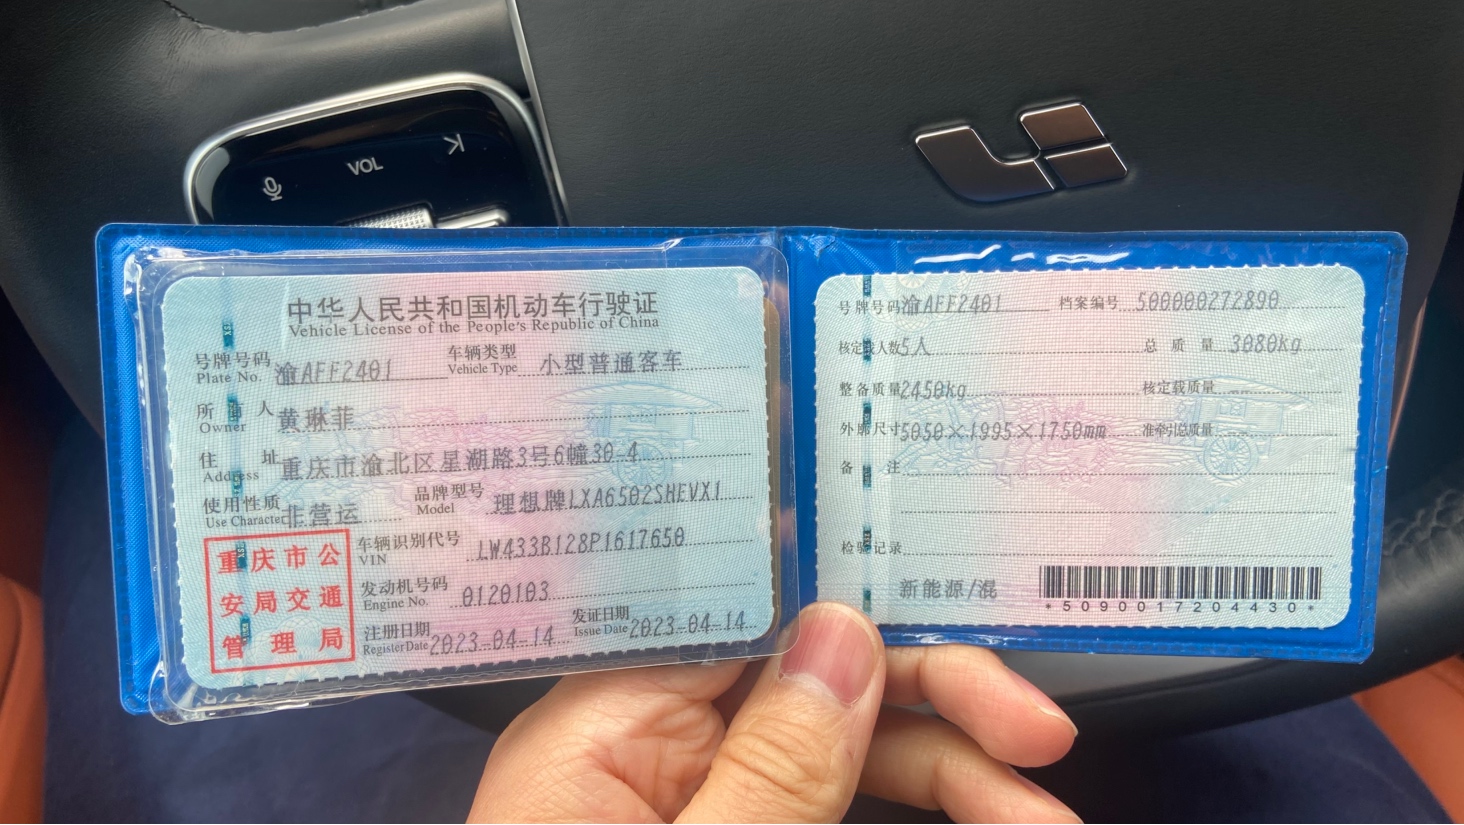 VOL
中华人民共和国机动车行驶证
Vehicle License of the People's Republic of China
号牌号码 渝AFF2401 车辆类型 小型普通客车
Plate No. Vehicle Type
所有人 黄琳菲
Owner
住址 重庆市渝北区星湖路3号6幢30-4
Address
使用性质 非营运 品牌型号 理想牌LXA6502SHEVX1
Use Character Model
重庆市公
安局交通
管理局
车辆识别代号 LW433B128P1617650
VIN
发动机号码 0120103
Engine No.
注册日期 2023-04-14 发证日期 2023-04-14
Register Date Issue Date
号牌号码 渝AFF2401 档案编号 500000272890
核定载人数 5人 总质量 3080kg
整备质量 2450kg 核定载质量
外廓尺寸 5050×1995×1750mm 准牵引总质量
备注
检验记录
新能源/混
*5090017204430*